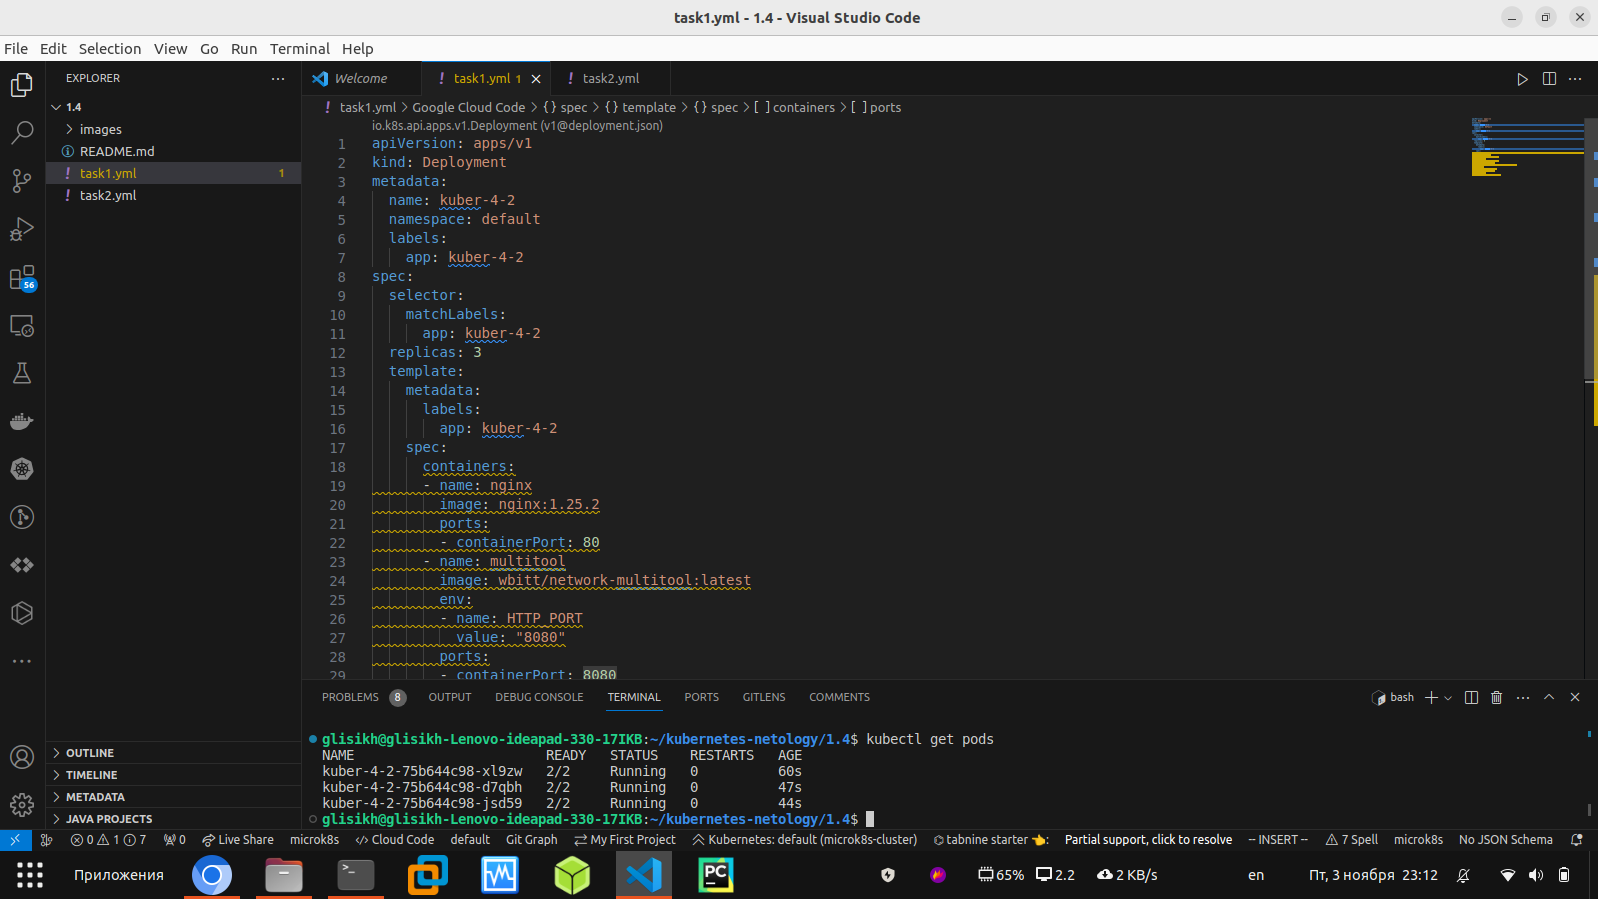 task1.yml - 1.4 - Visual Studio Code
File Edit Selection View Go Run Terminal Help
EXPLORER
1.4
images
README.md
task1.yml 1
task2.yml
OUTLINE
TIMELINE
METADATA
JAVA PROJECTS
56
Welcome
task1.yml 1
task2.yml
task1.yml > Google Cloud Code > {} spec > {} template > {} spec > [ ] containers > [ ] ports
io.k8s.api.apps.v1.Deployment (v1@deployment.json)
1 apiVersion: apps/v1
2 kind: Deployment
3 metadata:
4 name: kuber-4-2
5 namespace: default
6 labels:
7 app: kuber-4-2
8 spec:
9 selector:
10 matchLabels:
11 app: kuber-4-2
12 replicas: 3
13 template:
14 metadata:
15 labels:
16 app: kuber-4-2
17 spec:
18 containers:
19 - name: nginx
20 image: nginx:1.25.2
21 ports:
22 - containerPort: 80
23 - name: multitool
24 image: wbitt/network-multitool:latest
25 env:
26 - name: HTTP_PORT
27 value: "8080"
28 ports:
29 - containerPort: 8080
PROBLEMS 8 OUTPUT DEBUG CONSOLE TERMINAL PORTS GITLENS COMMENTS
bash
glisikh@glisikh-Lenovo-ideapad-330-17IKB:~/kubernetes-netology/1.4$ kubectl get pods
NAME READY STATUS RESTARTS AGE
kuber-4-2-75b644c98-xl9zw 2/2 Running 0 60s
kuber-4-2-75b644c98-d7qbh 2/2 Running 0 47s
kuber-4-2-75b644c98-jsd59 2/2 Running 0 44s
glisikh@glisikh-Lenovo-ideapad-330-17IKB:~/kubernetes-netology/1.4$
0 1 7 0 Live Share microk8s Cloud Code default Git Graph My First Project Kubernetes: default (microk8s-cluster) tabnine starter 👈: Partial support, click to resolve -- INSERT -- 7 Spell microk8s No JSON Schema
Приложения
PC
65% 2.2 2 KB/s en Пт, 3 ноября 23:12